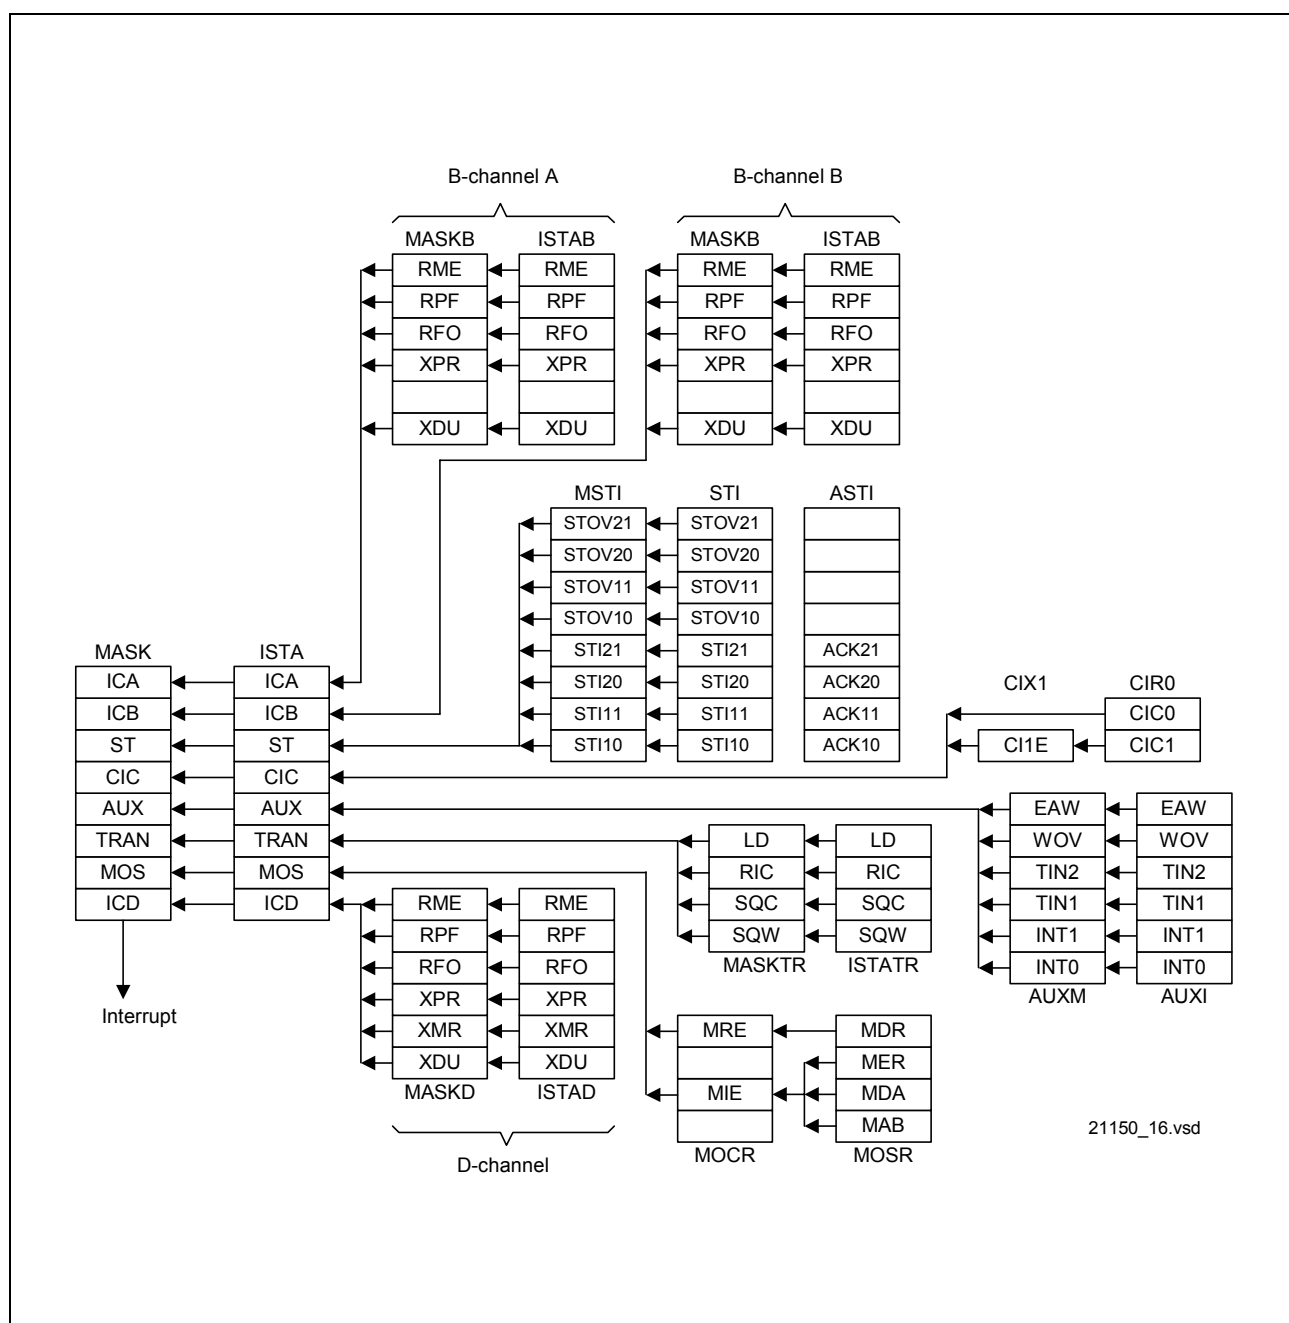 B-channel A B-channel B
MASKB ISTAB MASKB ISTAB
RME RME RME RME
RPF RPF RPF RPF
RFO RFO RFO RFO
XPR XPR XPR XPR
XDU XDU XDU XDU
MSTI STI ASTI
STOV21 STOV21
STOV20 STOV20
STOV11 STOV11
STOV10 STOV10
STI21 STI21 ACK21
STI20 STI20 ACK20
STI11 STI11 ACK11
STI10 STI10 ACK10
MASK ISTA
ICA ICA
ICB ICB
ST ST
CIC CIC
AUX AUX
TRAN TRAN
MOS MOS
ICD ICD
Interrupt
CIX1 CIR0
CIC0
CI1E CIC1
EAW EAW
WOV WOV
TIN2 TIN2
TIN1 TIN1
INT1 INT1
INT0 INT0
AUXM AUXI
LD LD
RIC RIC
SQC SQC
SQW SQW
MASKTR ISTATR
RME RME
RPF RPF
RFO RFO
XPR XPR
XMR XMR
XDU XDU
MASKD ISTAD
D-channel
MRE MDR
MER
MIE MDA
MAB
MOCR MOSR
21150_16.vsd